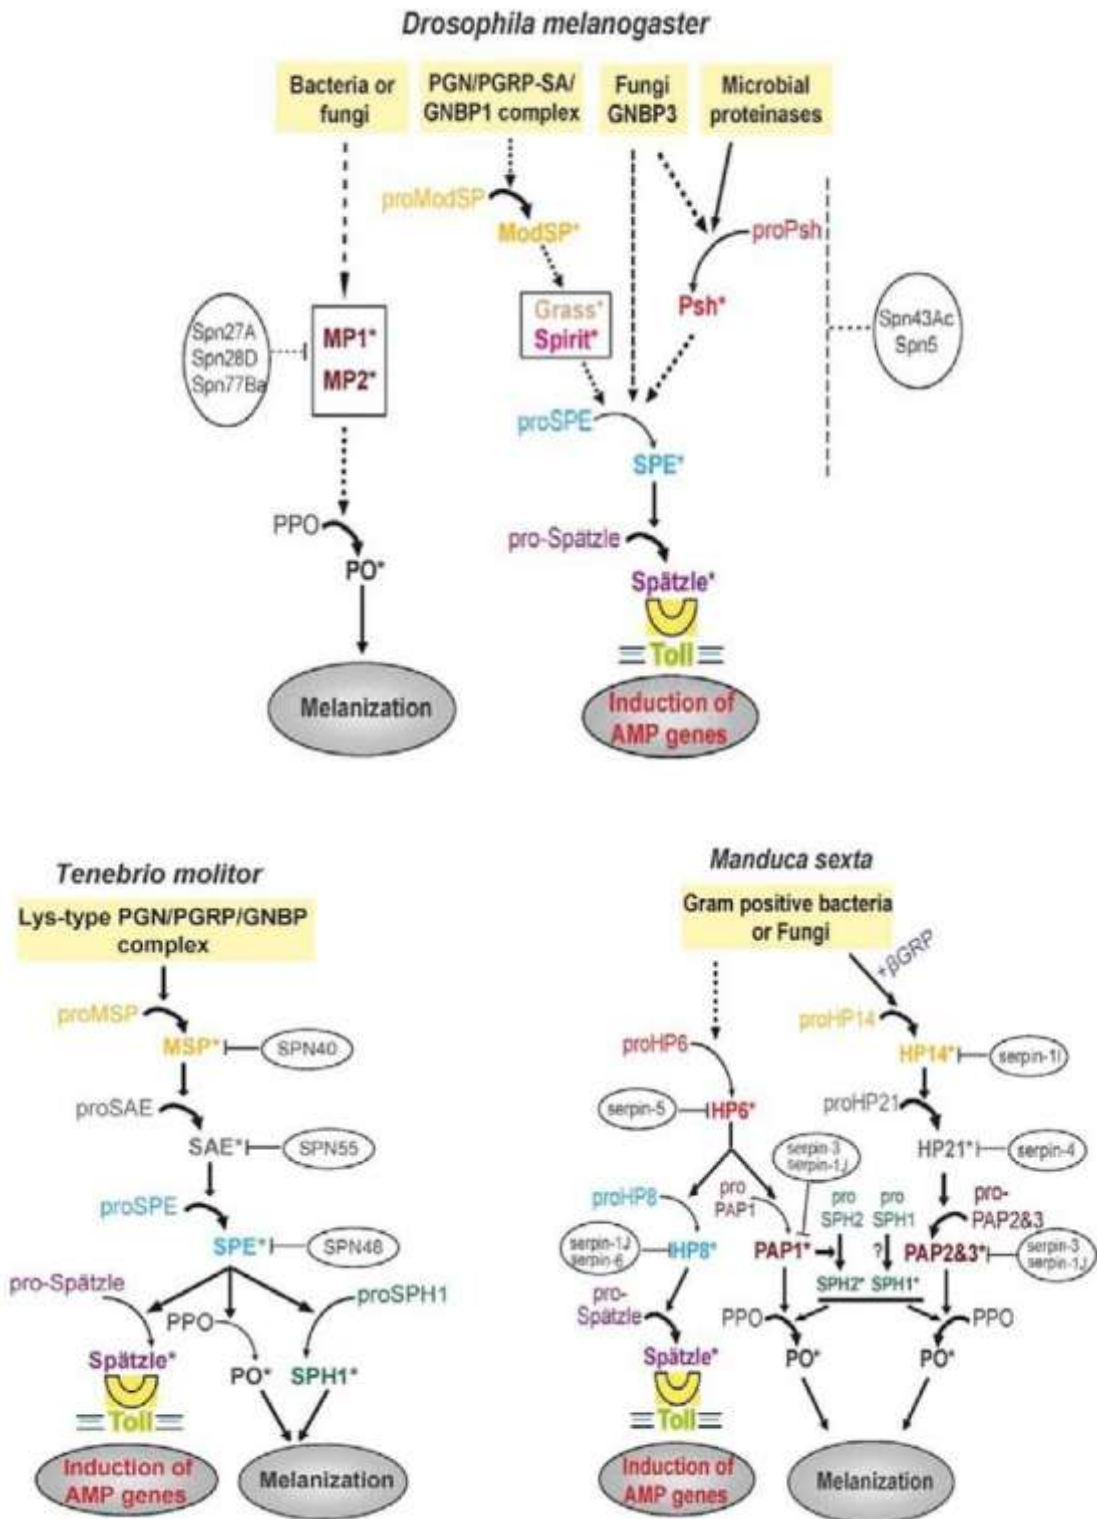 Drosophila melanogaster
Bacteria or
fungi
PGN/PGRP-SA/
GNBP1 complex
Fungi
GNBP3
Microbial
proteinases
proModSP
ModSP*
proPsh
Psh*
Grass*
Spirit*
Spn27A
Spn28D
Spn77Ba
MP1*
MP2*
Spn43Ac
Spn5
proSPE
SPE*
PPO
PO*
pro-Spätzle
Spätzle*
Toll
Melanization
Induction of
AMP genes
Tenebrio molitor
Lys-type PGN/PGRP/GNBP
complex
proMSP
MSP*
SPN40
proSAE
SAE*
SPN55
proSPE
SPE*
SPN48
pro-Spätzle
PPO
proSPH1
Spätzle*
PO*
SPH1*
Toll
Induction of
AMP genes
Melanization
Manduca sexta
Gram positive bacteria
or Fungi
+βGRP
proHP14
HP14*
serpin-1I
proHP6
serpin-5
HP6*
proHP21
HP21*
serpin-4
serpin-3
serpin-1J
proHP8
pro
PAP1
pro
SPH2
pro
SPH1
pro-
PAP2&3
serpin-1J
serpin-6
HP8*
PAP1*
?
PAP2&3*
serpin-3
serpin-1J
SPH2*
SPH1*
pro-
Spätzle
PPO
PPO
Spätzle*
PO*
PO*
Toll
Induction of
AMP genes
Melanization